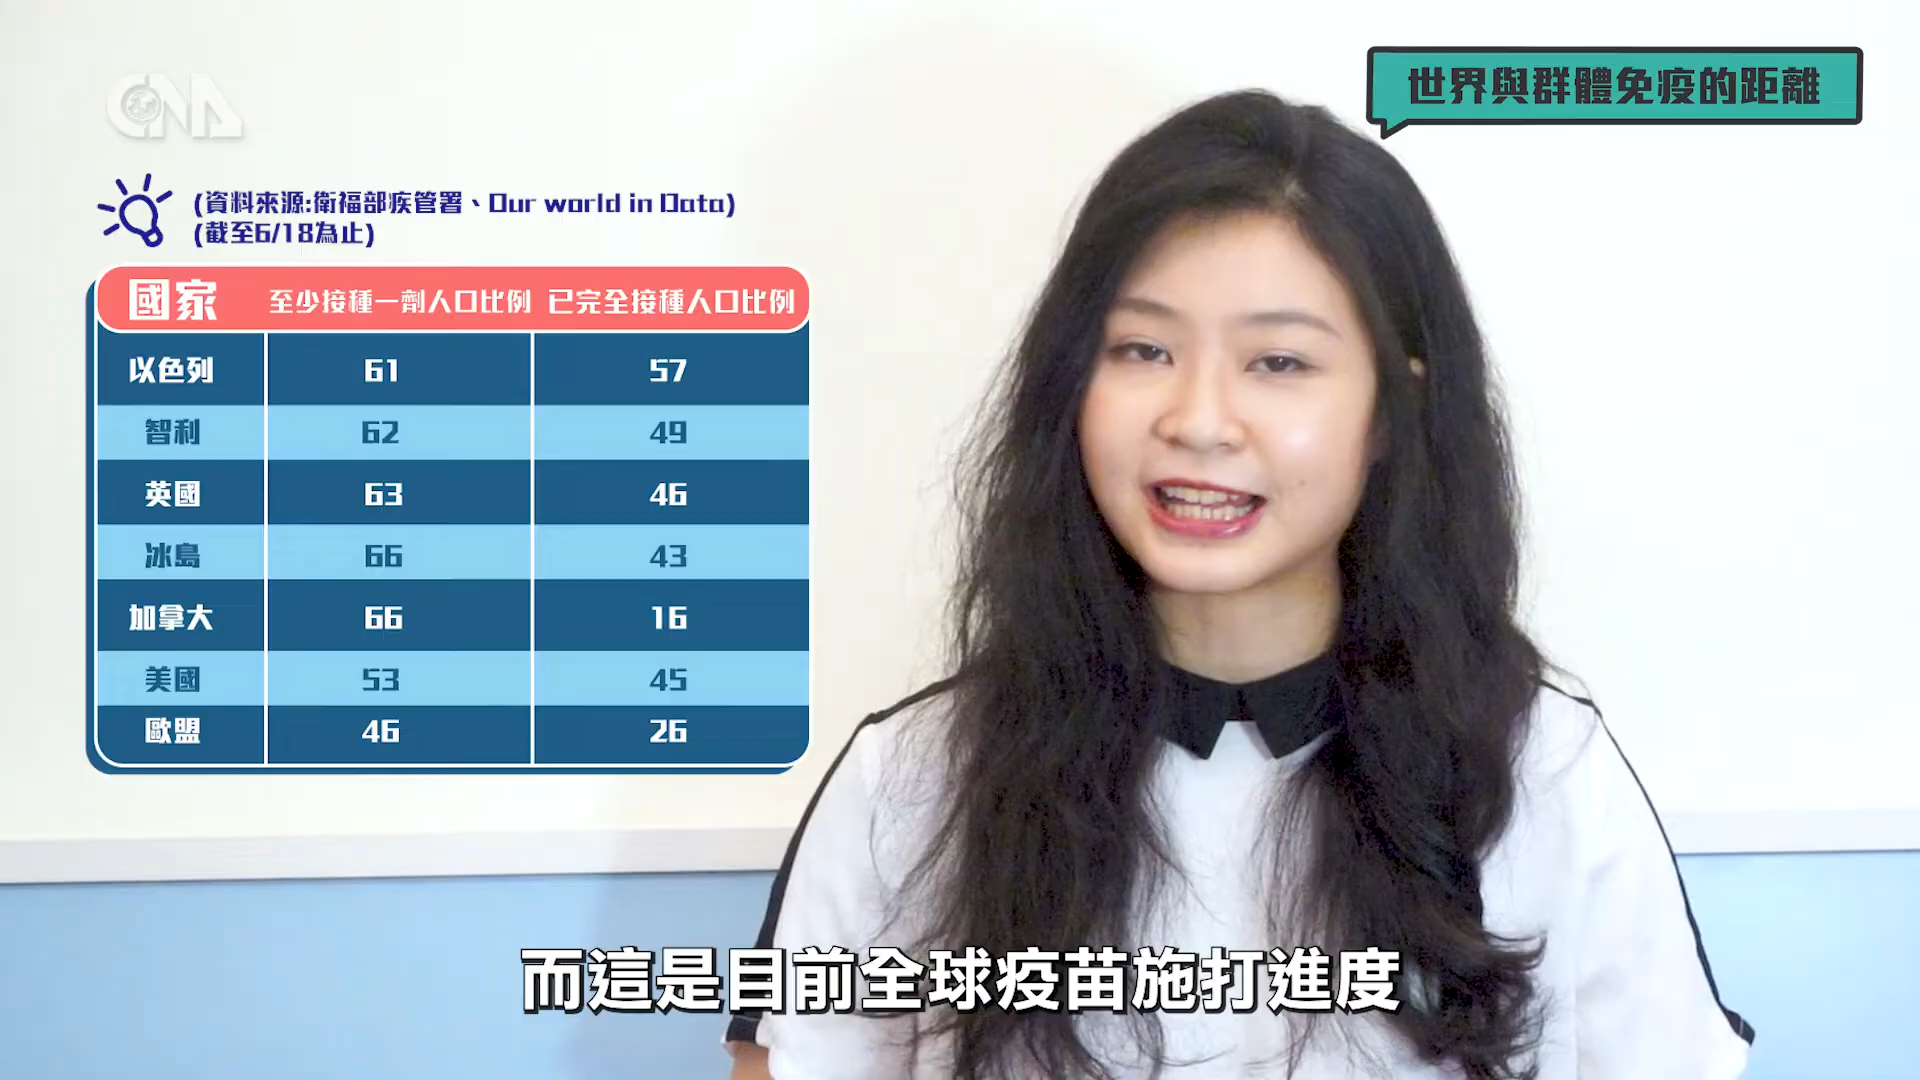 CNA
世界與群體免疫的距離
(資料來源:衛福部疾管署、Our world in Data)
(截至6/18為止)
國家 至少接種一劑人口比例 已完全接種人口比例
以色列 61 57
智利 62 49
英國 63 46
冰島 66 43
加拿大 66 16
美國 53 45
歐盟 46 26
而這是目前全球疫苗施打進度